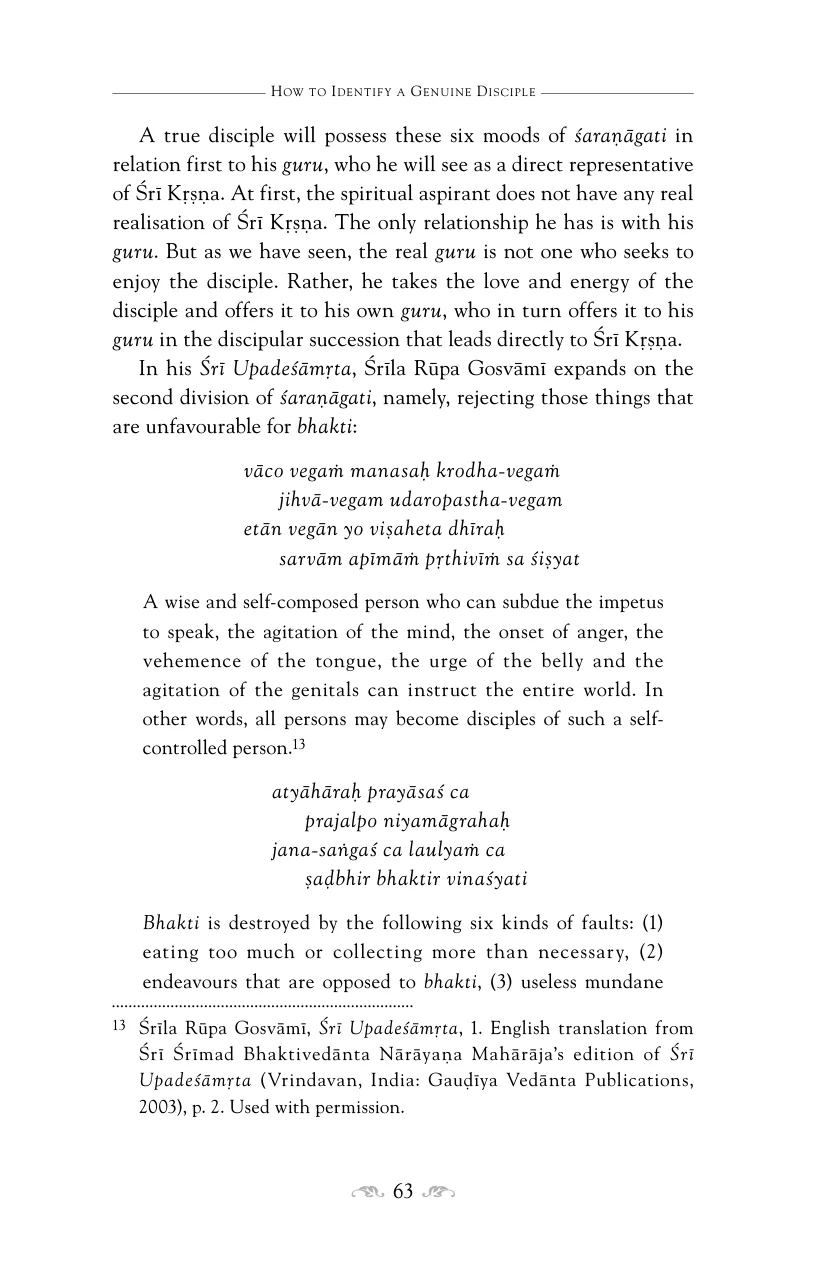 How to Identify a Genuine Disciple
A true disciple will possess these six moods of śaraṇāgati in
relation first to his guru, who he will see as a direct representative
of Śrī Kṛṣṇa. At first, the spiritual aspirant does not have any real
realisation of Śrī Kṛṣṇa. The only relationship he has is with his
guru. But as we have seen, the real guru is not one who seeks to
enjoy the disciple. Rather, he takes the love and energy of the
disciple and offers it to his own guru, who in turn offers it to his
guru in the discipular succession that leads directly to Śrī Kṛṣṇa.
In his Śrī Upadeśāmṛta, Śrīla Rūpa Gosvāmī expands on the
second division of śaraṇāgati, namely, rejecting those things that
are unfavourable for bhakti:
vāco vegaṁ manasaḥ krodha-vegaṁ
jihvā-vegam udaropastha-vegam
etān vegān yo viṣaheta dhīraḥ
sarvām apīmāṁ pṛthivīṁ sa śiṣyat
A wise and self-composed person who can subdue the impetus
to speak, the agitation of the mind, the onset of anger, the
vehemence of the tongue, the urge of the belly and the
agitation of the genitals can instruct the entire world. In
other words, all persons may become disciples of such a self-
controlled person.13
atyāhāraḥ prayāsaś ca
prajalpo niyamāgrahaḥ
jana-saṅgaś ca laulyaṁ ca
ṣaḍbhir bhaktir vinaśyati
Bhakti is destroyed by the following six kinds of faults: (1)
eating too much or collecting more than necessary, (2)
endeavours that are opposed to bhakti, (3) useless mundane
13 Śrīla Rūpa Gosvāmī, Śrī Upadeśāmṛta, 1. English translation from
Śrī Śrīmad Bhaktivedānta Nārāyaṇa Mahārāja's edition of Śrī
Upadeśāmṛta (Vrindavan, India: Gauḍīya Vedānta Publications,
2003), p. 2. Used with permission.
63